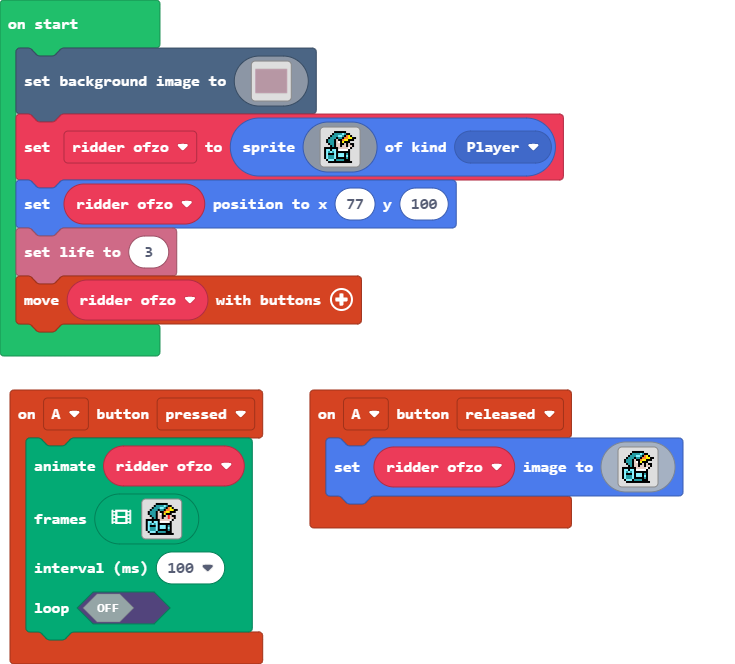 on start
set background image to
set ridder ofzo to sprite of kind Player
set ridder ofzo position to x 77 y 100
set life to 3
move ridder ofzo with buttons
on A button pressed
animate ridder ofzo
frames
interval (ms) 100
loop OFF
on A button released
set ridder ofzo image to